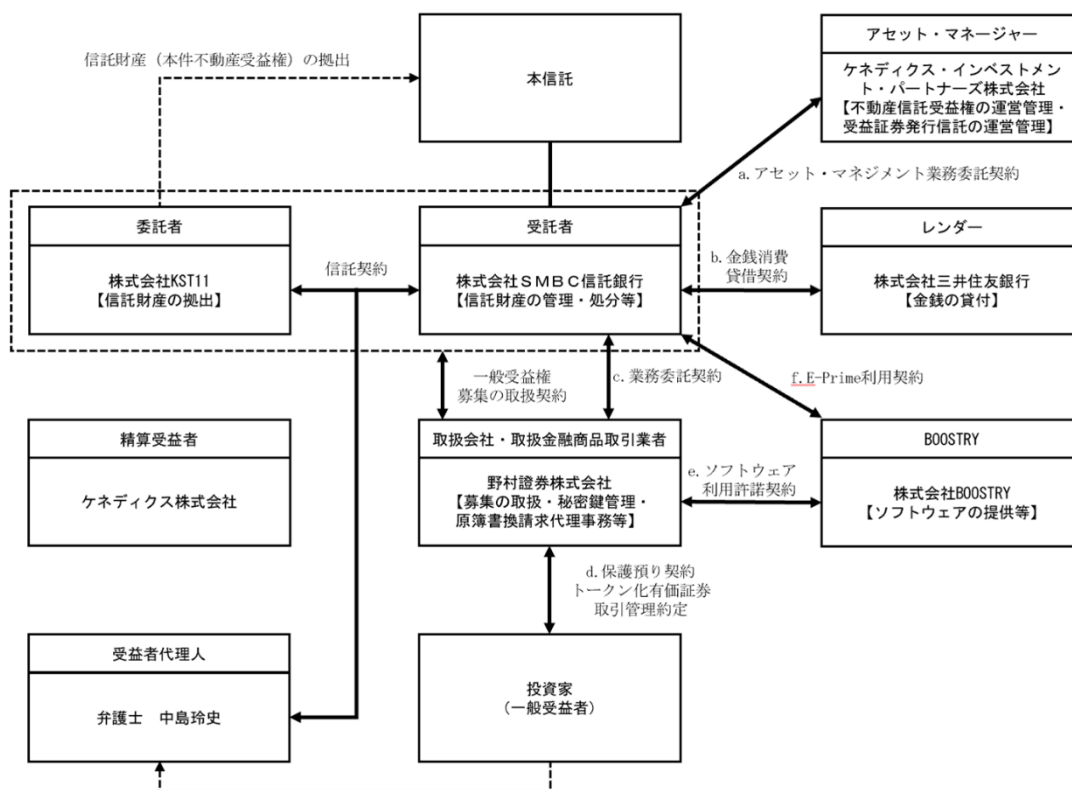 信託財産（本件不動産受益権）の拠出
本信託
アセット・マネージャー
ケネディクス・インベストメン
ト・パートナーズ株式会社
【不動産信託受益権の運営管理・
受益証券発行信託の運営管理】
a.アセット・マネジメント業務委託契約
委託者
株式会社KST11
【信託財産の拠出】
信託契約
受託者
株式会社ＳＭＢＣ信託銀行
【信託財産の管理・処分等】
b.金銭消費
貸借契約
レンダー
株式会社三井住友銀行
【金銭の貸付】
一般受益権
募集の取扱契約
c.業務委託契約
f.E-Prime利用契約
精算受益者
ケネディクス株式会社
取扱会社・取扱金融商品取引業者
野村證券株式会社
【募集の取扱・秘密鍵管理・
原簿書換請求代理事務等】
e.ソフトウェア
利用許諾契約
BOOSTRY
株式会社BOOSTRY
【ソフトウェアの提供等】
d.保護預り契約
トークン化有価証券
取引管理約定
受益者代理人
弁護士　中島玲史
投資家
（一般受益者）